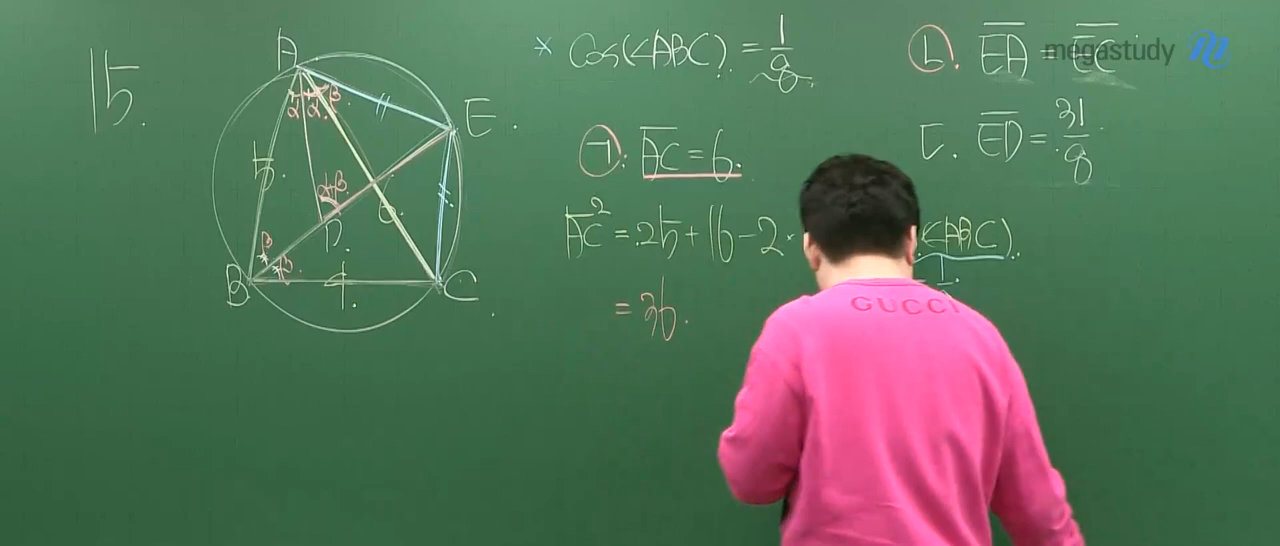 15.
A
α α β
E.
5.
6.
α+β
D.
β
β
B
4.
C
* Cos(∠ABC) = 1/8
ㄱ. AC = 6.
AC² = 25 + 16 - 2 ×
∠ABC)
= 36.
ㄴ. EA = EC
ㄷ. ED = 31/8
megastudy
GUCCI